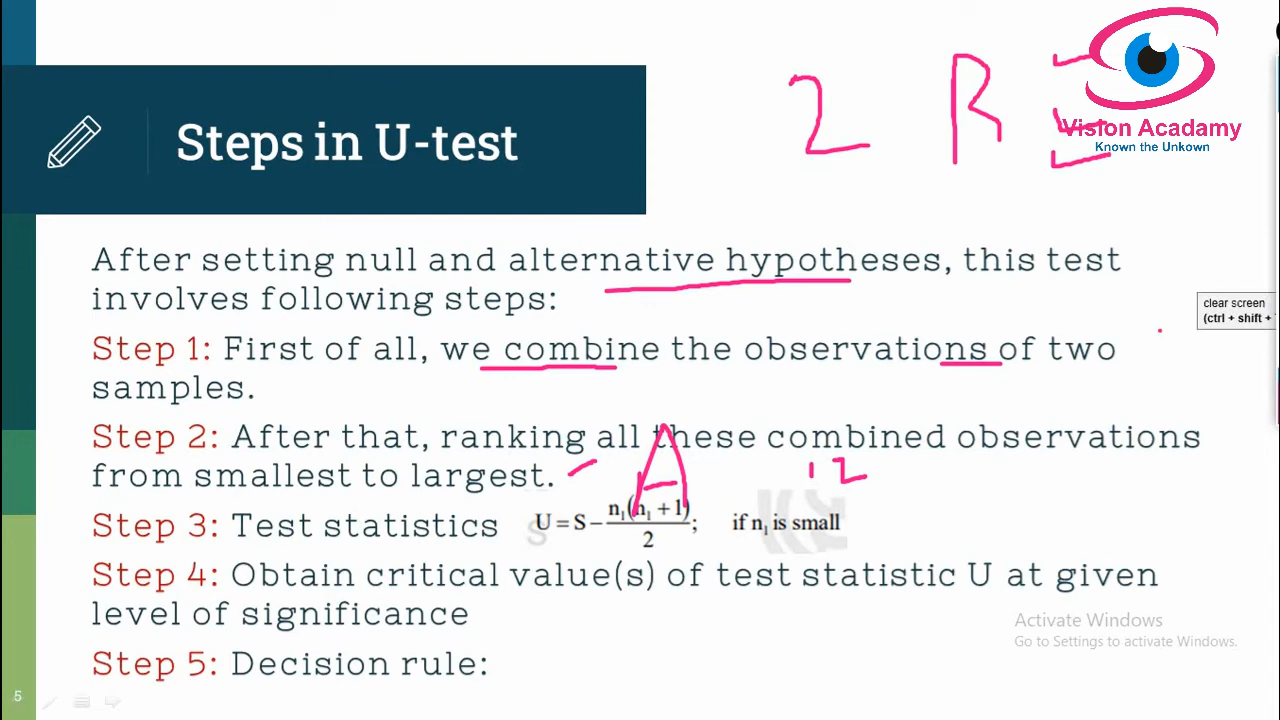 2 R
Vision Acadamy
Known the Unkown
Steps in U-test
After setting null and alternative hypotheses, this test
involves following steps:
clear screen
(ctrl + shift +
Step 1: First of all, we combine the observations of two
samples.
Step 2: After that, ranking all these combined observations
from smallest to largest.
A
12
Step 3: Test statistics U = S − n₁(n₁ + 1) / 2 ; if n₁ is small
Step 4: Obtain critical value(s) of test statistic U at given
level of significance
Activate Windows
Go to Settings to activate Windows.
Step 5: Decision rule:
5